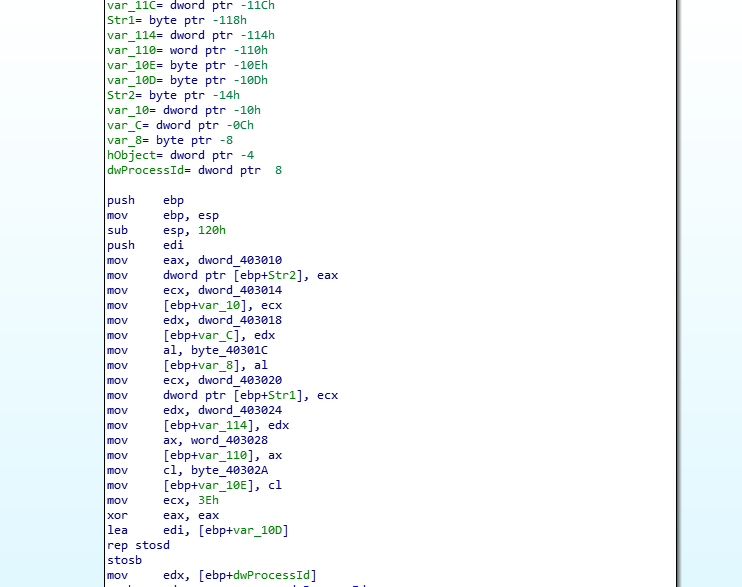 var_11C= dword ptr -11Ch
Str1= byte ptr -118h
var_114= dword ptr -114h
var_110= word ptr -110h
var_10E= byte ptr -10Eh
var_10D= byte ptr -10Dh
Str2= byte ptr -14h
var_10= dword ptr -10h
var_C= dword ptr -0Ch
var_8= byte ptr -8
hObject= dword ptr -4
dwProcessId= dword ptr  8
push    ebp
mov     ebp, esp
sub     esp, 120h
push    edi
mov     eax, dword_403010
mov     dword ptr [ebp+Str2], eax
mov     ecx, dword_403014
mov     [ebp+var_10], ecx
mov     edx, dword_403018
mov     [ebp+var_C], edx
mov     al, byte_40301C
mov     [ebp+var_8], al
mov     ecx, dword_403020
mov     dword ptr [ebp+Str1], ecx
mov     edx, dword_403024
mov     [ebp+var_114], edx
mov     ax, word_403028
mov     [ebp+var_110], ax
mov     cl, byte_40302A
mov     [ebp+var_10E], cl
mov     ecx, 3Eh
xor     eax, eax
lea     edi, [ebp+var_10D]
rep stosd
stosb
mov     edx, [ebp+dwProcessId]